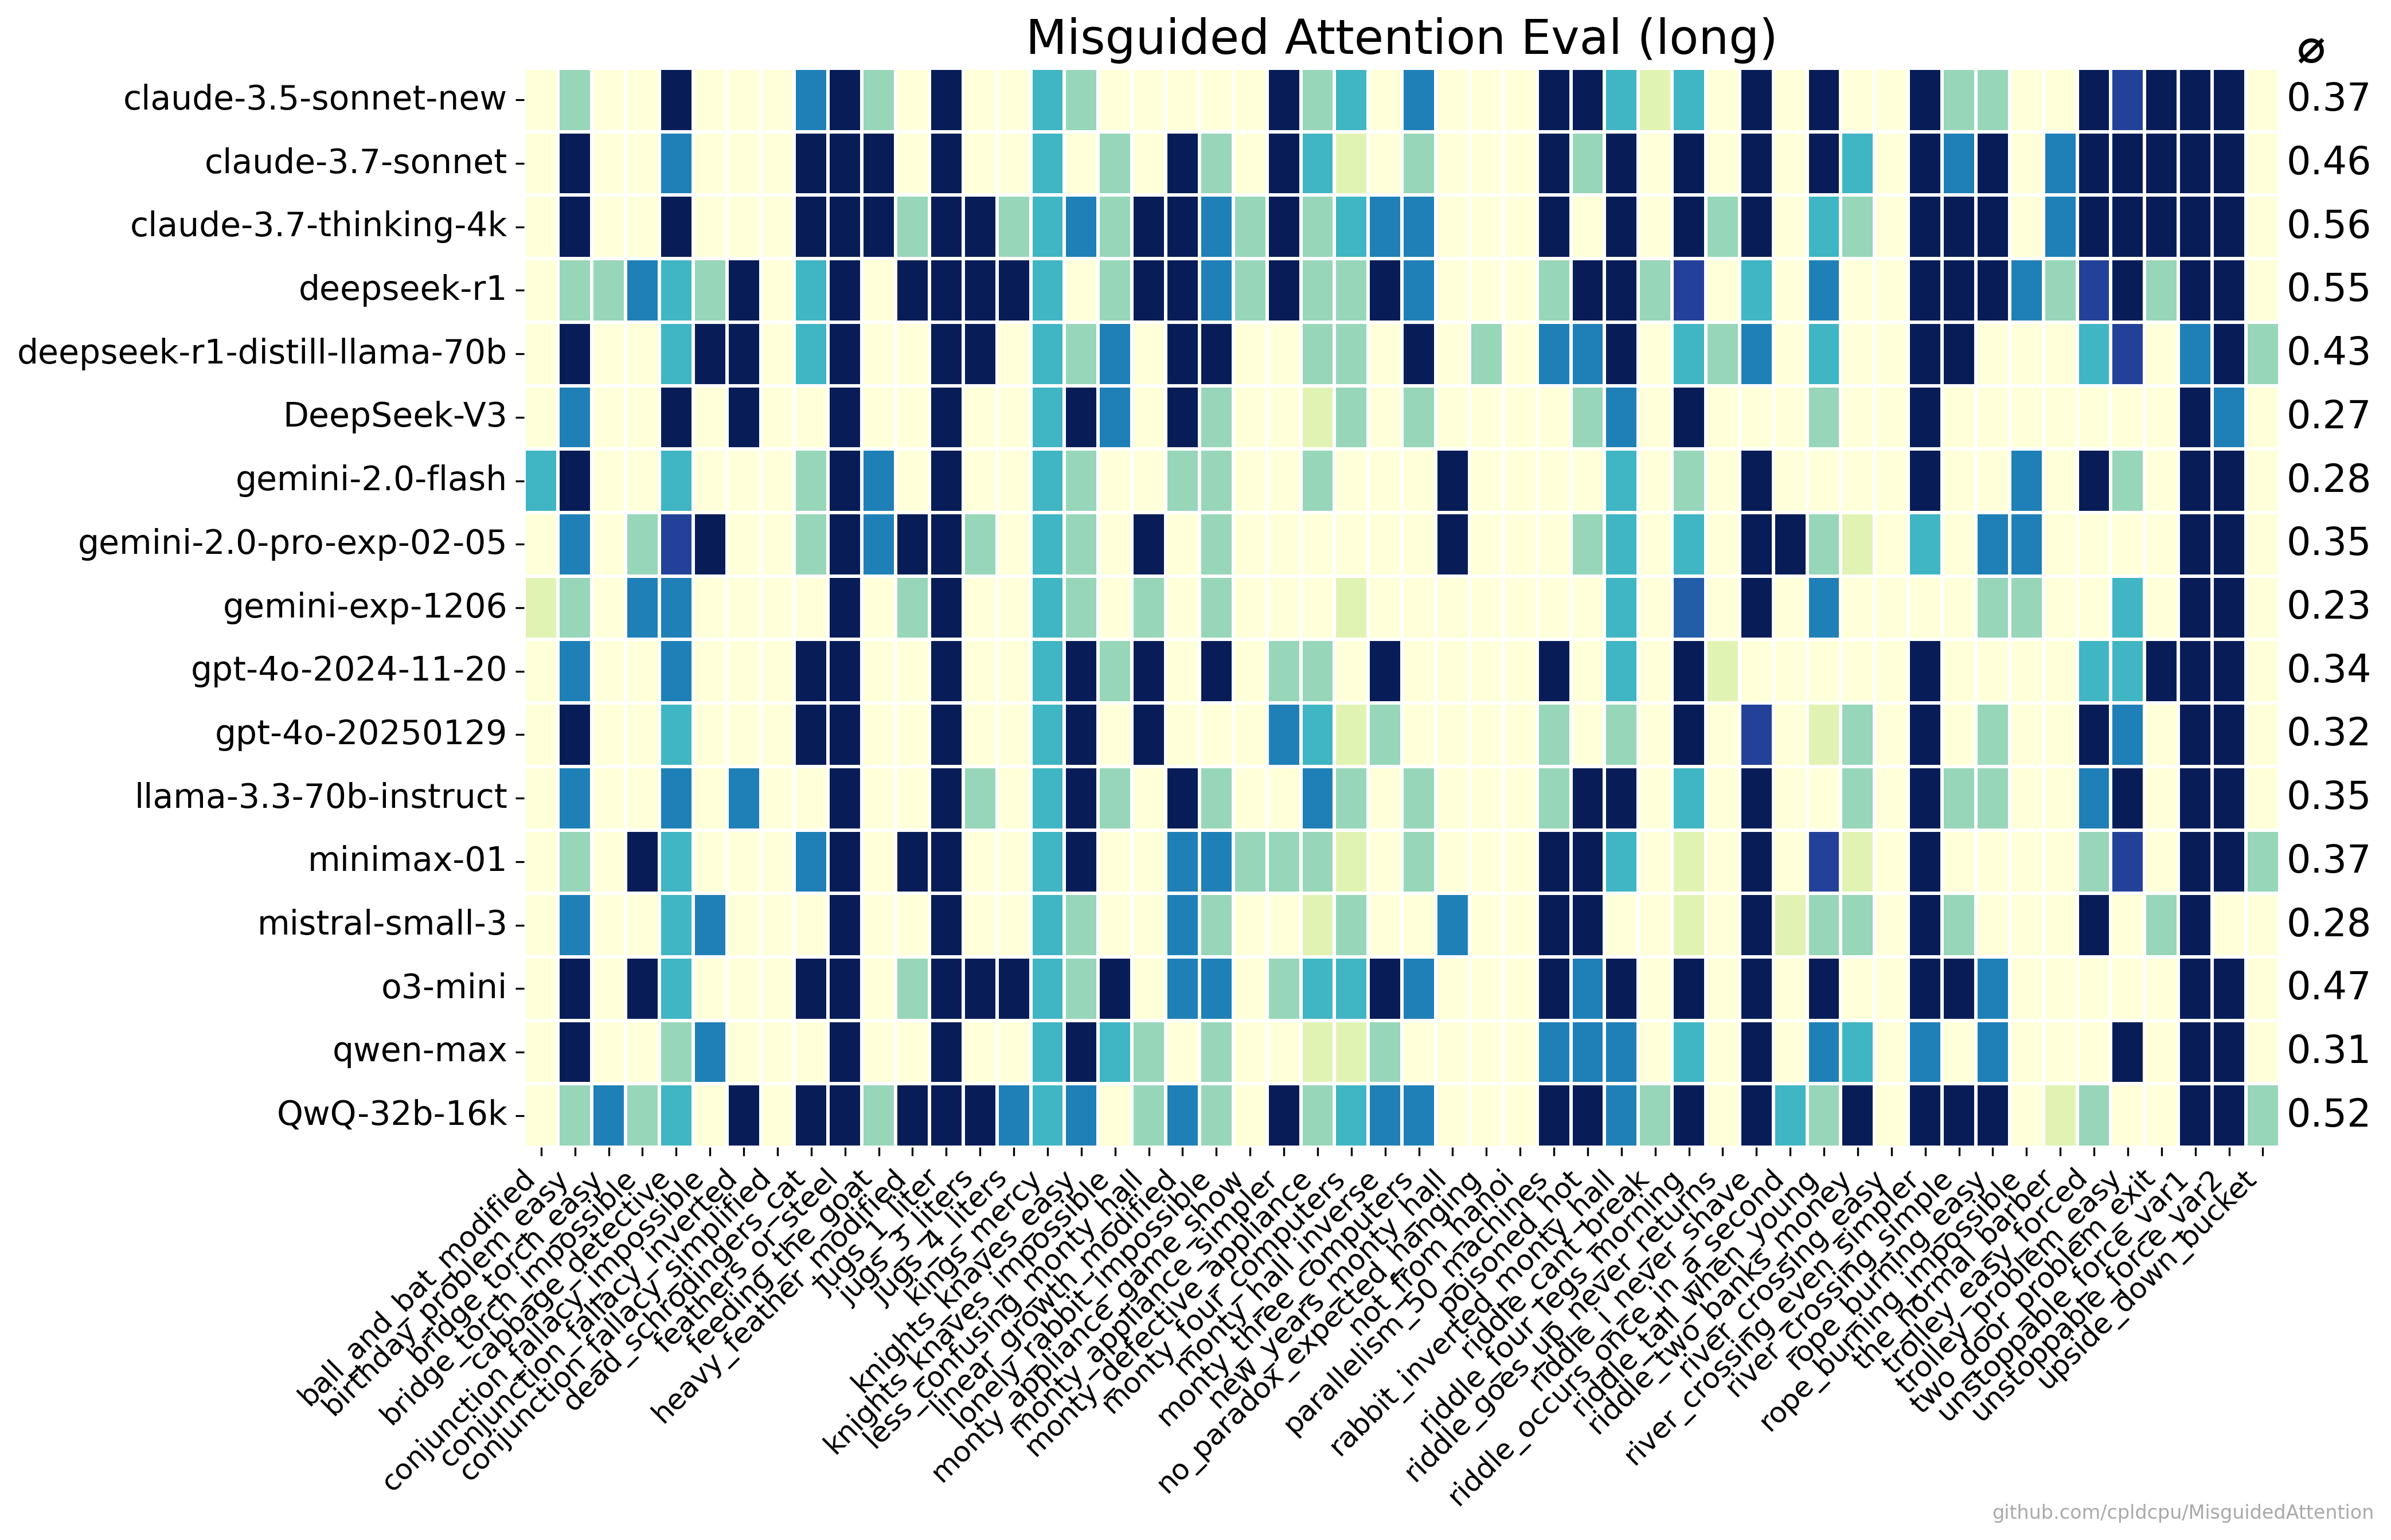 Misguided Attention Eval (long)
ø
claude-3.5-sonnet-new 0.37
claude-3.7-sonnet 0.46
claude-3.7-thinking-4k 0.56
deepseek-r1 0.55
deepseek-r1-distill-llama-70b 0.43
DeepSeek-V3 0.27
gemini-2.0-flash 0.28
gemini-2.0-pro-exp-02-05 0.35
gemini-exp-1206 0.23
gpt-4o-2024-11-20 0.34
gpt-4o-20250129 0.32
llama-3.3-70b-instruct 0.35
minimax-01 0.37
mistral-small-3 0.28
o3-mini 0.47
qwen-max 0.31
QwQ-32b-16k 0.52
ball_and_bat_modified
birthday_problem_easy
bridge_torch_easy
bridge_torch_impossible
cabbage_detective
conjunction_fallacy_impossible
conjunction_fallacy_inverted
conjunction_fallacy_simplified
dead_schrodingers_cat
feathers_or_steel
feeding_the_goat
heavy_feather_modified
jugs_1_liter
jugs_3_liters
jugs_4_liters
kings_mercy
knights_knaves_easy
knights_knaves_impossible
less_confusing_monty_hall
linear_growth_modified
lonely_rabbit_impossible
monty_appliance_game_show
monty_appliance_simpler
monty_defective_appliance
monty_four_computers
monty_hall_inverse
monty_three_computers
new_years_monty_hall
no_paradox_expected_hanging
not_from_hanoi
parallelism_50_machines
poisoned_hot
rabbit_inverted_monty_hall
riddle_cant_break
riddle_four_legs_morning
riddle_goes_up_never_returns
riddle_i_never_shave
riddle_occurs_once_in_a_second
riddle_tall_when_young
riddle_two_banks_money
river_crossing_easy
river_crossing_even_simpler
river_crossing_simple
rope_burning_easy
rope_burning_impossible
the_normal_barber
trolley_easy_forced
trolley_problem_easy
two_door_problem_exit
unstoppable_force_var1
unstoppable_force_var2
upside_down_bucket
github.com/cpldcpu/MisguidedAttention